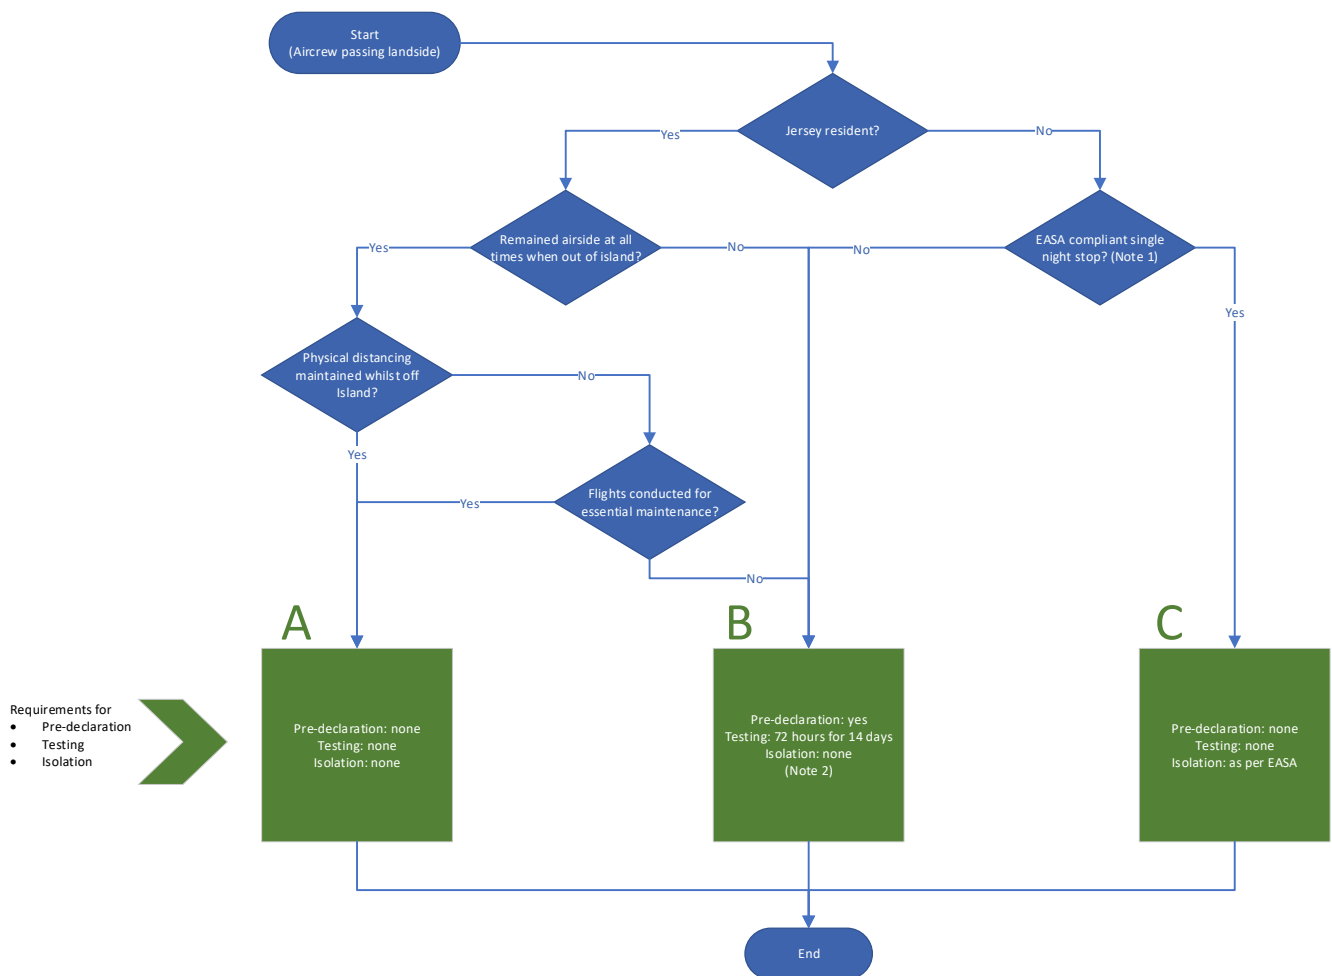 Start
(Aircrew passing landside)
Jersey resident?
Yes
No
Remained airside at all
times when out of island?
EASA compliant single
night stop? (Note 1)
Yes
No
No
Yes
Physical distancing
maintained whilst off
Island?
No
Yes
Flights conducted for
essential maintenance?
Yes
No
A
B
C
Requirements for
• Pre-declaration
• Testing
• Isolation
Pre-declaration: none
Testing: none
Isolation: none
Pre-declaration: yes
Testing: 72 hours for 14 days
Isolation: none
(Note 2)
Pre-declaration: none
Testing: none
Isolation: as per EASA
End